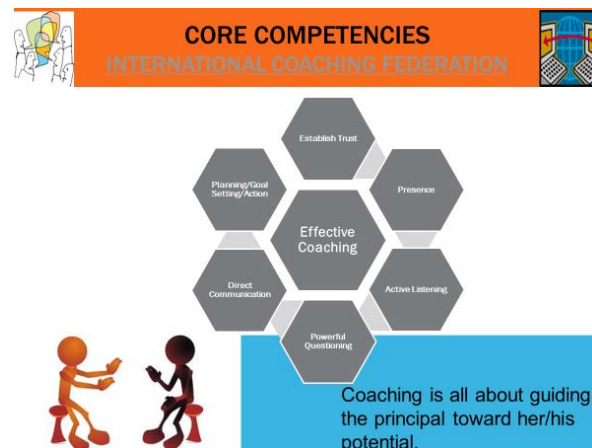 CORE COMPETENCIES
INTERNATIONAL COACHING FEDERATION
Establish Trust
Presence
Active Listening
Powerful
Questioning
Direct
Communication
Planning/Goal
Setting/Action
Effective
Coaching
Coaching is all about guiding
the principal toward her/his
potential.